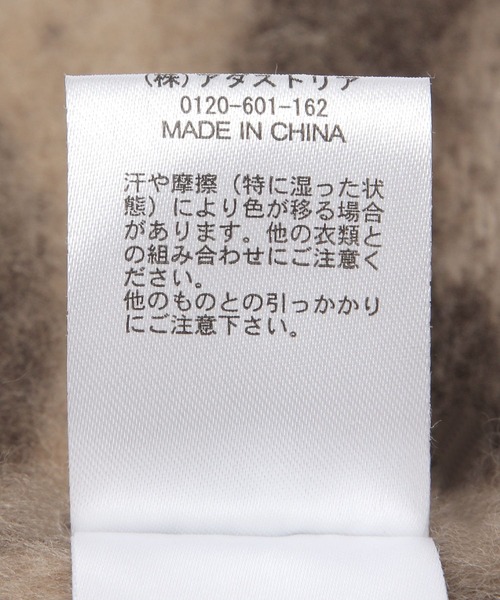 (株)アダストリア
0120-601-162
MADE IN CHINA
汗や摩擦（特に湿った状
態）により色が移る場合
があります。他の衣類と
の組み合わせにご注意く
ださい。
他のものとの引っかかり
にご注意下さい。